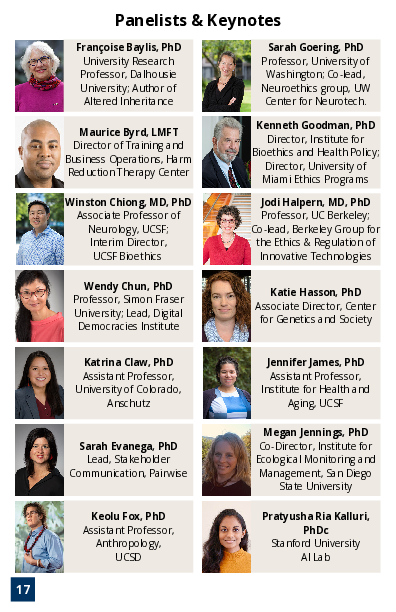 Panelists & Keynotes
Françoise Baylis, PhD
University Research
Professor, Dalhousie
University; Author of
Altered Inheritance
Sarah Goering, PhD
Professor, University of
Washington; Co-lead,
Neuroethics group, UW
Center for Neurotech.
Maurice Byrd, LMFT
Director of Training and
Business Operations, Harm
Reduction Therapy Center
Kenneth Goodman, PhD
Director, Institute for
Bioethics and Health Policy;
Director, University of
Miami Ethics Programs
Winston Chiong, MD, PhD
Associate Professor of
Neurology, UCSF;
Interim Director,
UCSF Bioethics
Jodi Halpern, MD, PhD
Professor, UC Berkeley;
Co-lead, Berkeley Group for
the Ethics & Regulation of
Innovative Technologies
Wendy Chun, PhD
Professor, Simon Fraser
University; Lead, Digital
Democracies Institute
Katie Hasson, PhD
Associate Director, Center
for Genetics and Society
Katrina Claw, PhD
Assistant Professor,
University of Colorado,
Anschutz
Jennifer James, PhD
Assistant Professor,
Institute for Health and
Aging, UCSF
Sarah Evanega, PhD
Lead, Stakeholder
Communication, Pairwise
Megan Jennings, PhD
Co-Director, Institute for
Ecological Monitoring and
Management, San Diego
State University
Keolu Fox, PhD
Assistant Professor,
Anthropology,
UCSD
Pratyusha Ria Kalluri,
PhDc
Stanford University
AI Lab
17